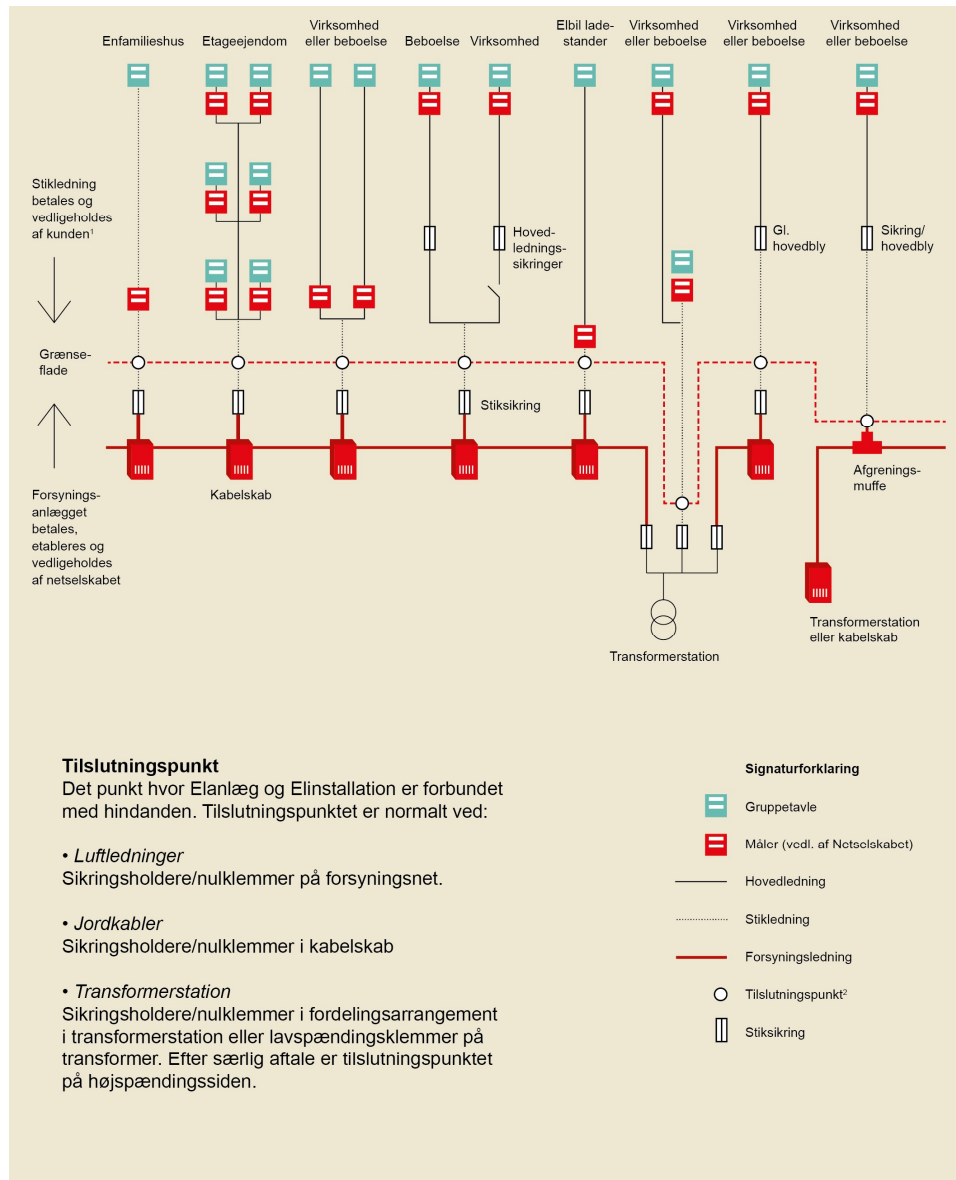 Enfamilieshus
Etageejendom
Virksomhed
eller beboelse
Beboelse
Virksomhed
Elbil lade-
stander
Virksomhed
eller beboelse
Virksomhed
eller beboelse
Virksomhed
eller beboelse
Stikledning
betales og
vedligeholdes
af kunden¹
Hoved-
lednings-
sikringer
Gl.
hovedbly
Sikring/
hovedbly
Grænse-
flade
Stiksikring
Kabelskab
Afgrenings-
muffe
Forsynings-
anlægget
betales,
etableres og
vedligeholdes
af netselskabet
Transformerstation
Transformerstation
eller kabelskab
Tilslutningspunkt
Det punkt hvor Elanlæg og Elinstallation er forbundet
med hindanden. Tilslutningspunktet er normalt ved:
• Luftledninger
Sikringsholdere/nulklemmer på forsyningsnet.
• Jordkabler
Sikringsholdere/nulklemmer i kabelskab
• Transformerstation
Sikringsholdere/nulklemmer i fordelingsarrangement
i transformerstation eller lavspændingsklemmer på
transformer. Efter særlig aftale er tilslutningspunktet
på højspændingssiden.
Signaturforklaring
Gruppetavle
Måler (vedl. af Netselskabet)
Hovedledning
Stikledning
Forsyningsledning
Tilslutningspunkt²
Stiksikring